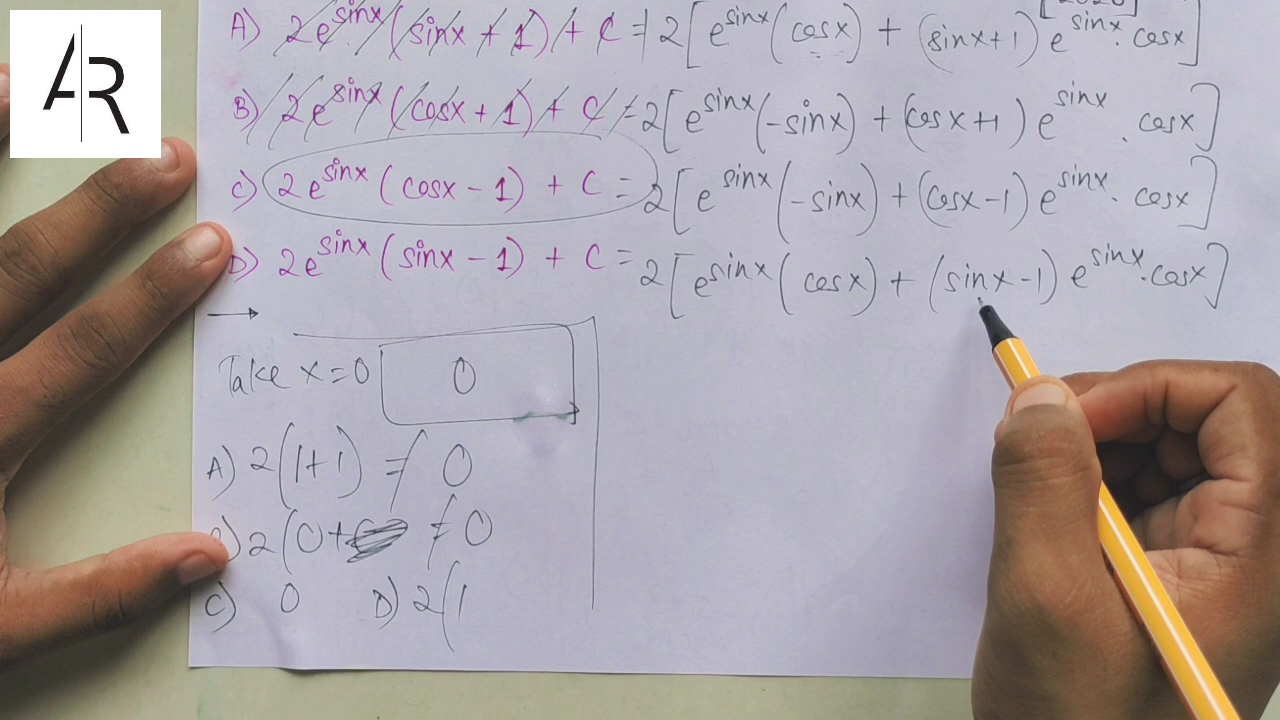 AR
[2020]
A) 2e^sinx (sinx + 1) + C = 2[e^sinx (cosx) + (sinx+1) e^sinx . cosx]
B) 2e^sinx (cosx + 1) + C = 2[e^sinx (-sinx) + (cosx+1) e^sinx . cosx]
C) 2e^sinx (cosx - 1) + C = 2[e^sinx (-sinx) + (cosx-1) e^sinx . cosx]
D) 2e^sinx (sinx - 1) + C = 2[e^sinx (cosx) + (sinx-1) e^sinx . cosx]
Take x=0 0
A) 2(1+1) ≠ 0
) 2(0+ ≠ 0
C) 0 D) 2(1